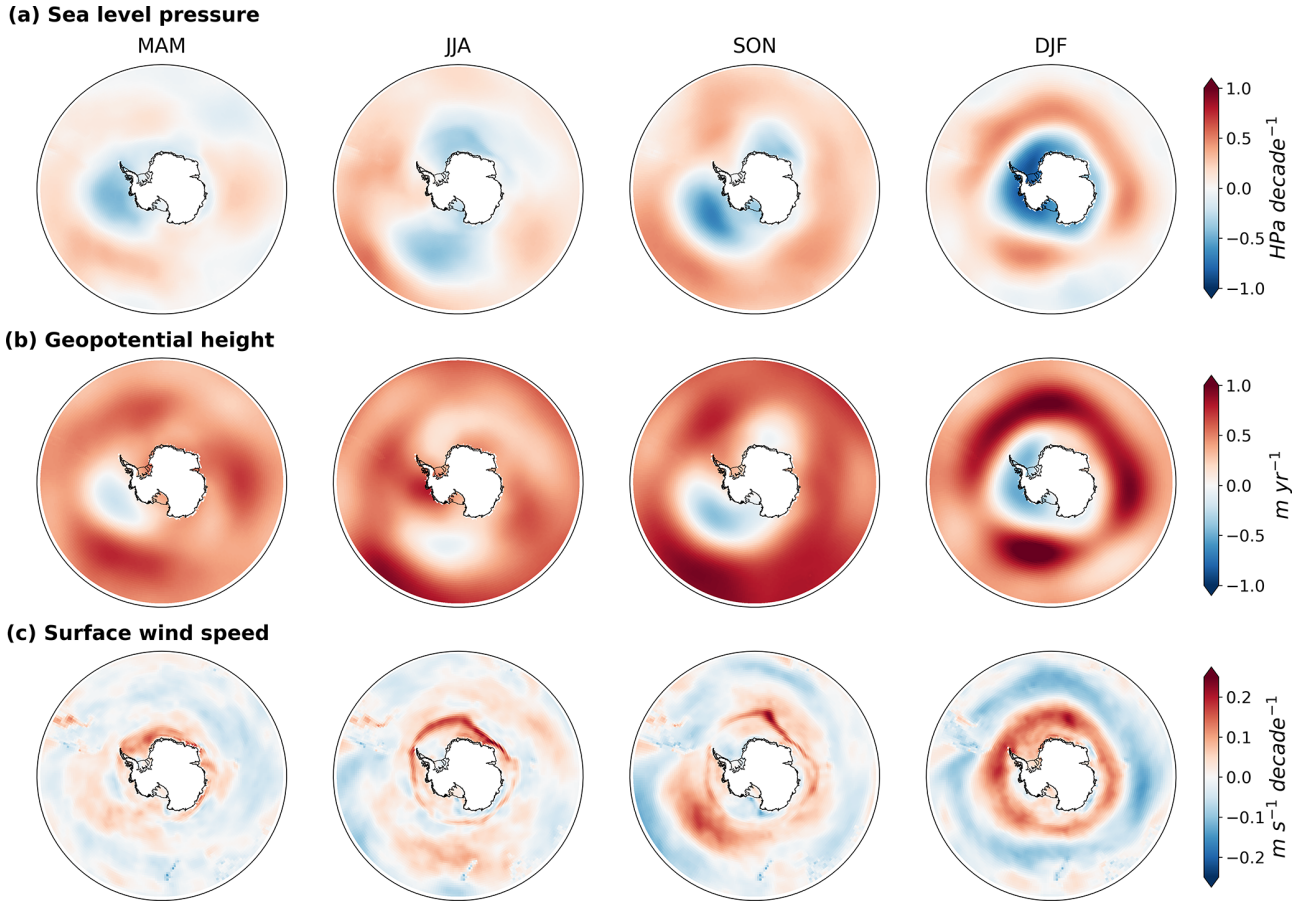 (a) Sea level pressure
MAM JJA SON DJF
1.0
0.5
0.0
−0.5
−1.0
HPa decade⁻¹
(b) Geopotential height
1.0
0.5
0.0
−0.5
−1.0
m yr⁻¹
(c) Surface wind speed
0.2
0.1
0.0
−0.1
−0.2
m s⁻¹ decade⁻¹